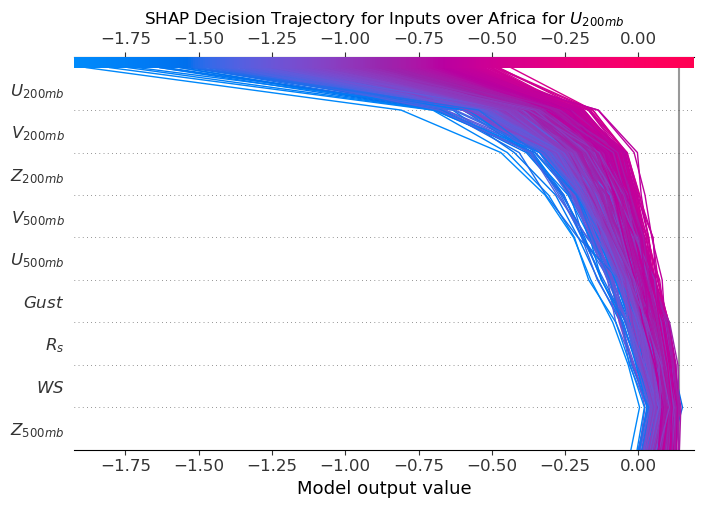 SHAP Decision Trajectory for Inputs over Africa for U₂₀₀ₘb
−1.75 −1.50 −1.25 −1.00 −0.75 −0.50 −0.25 0.00
U₂₀₀mb
V₂₀₀mb
Z₂₀₀mb
V₅₀₀mb
U₅₀₀mb
Gust
Rₛ
WS
Z₅₀₀mb
−1.75 −1.50 −1.25 −1.00 −0.75 −0.50 −0.25 0.00
Model output value